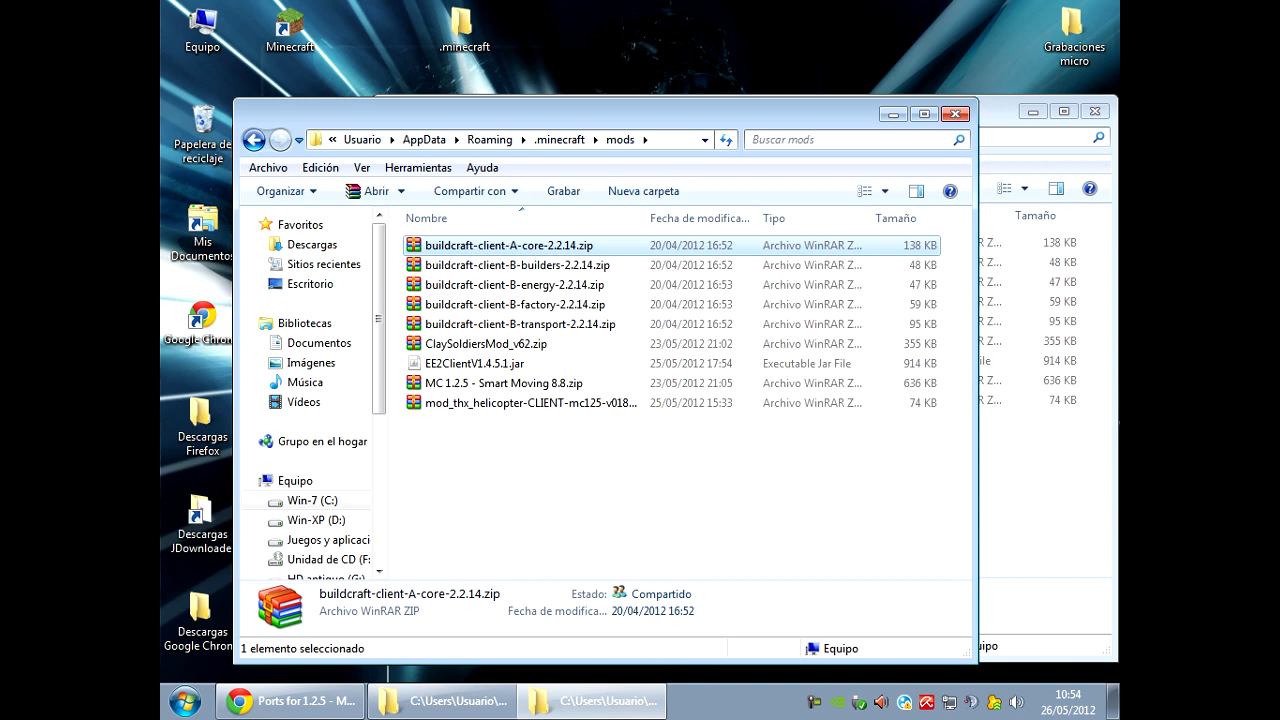 Equipo
Minecraft
.minecraft
Grabaciones
micro
Papelera de
reciclaje
Mis
Documentos
Google Chron
Descargas
Firefox
Descargas
JDownloade
Descargas
Google Chron
« Usuario AppData Roaming .minecraft mods
Buscar mods
Archivo Edición Ver Herramientas Ayuda
Organizar Abrir Compartir con Grabar Nueva carpeta
Nombre Fecha de modifica... Tipo Tamaño
buildcraft-client-A-core-2.2.14.zip 20/04/2012 16:52 Archivo WinRAR Z... 138 KB
buildcraft-client-B-builders-2.2.14.zip 20/04/2012 16:52 Archivo WinRAR Z... 48 KB
buildcraft-client-B-energy-2.2.14.zip 20/04/2012 16:53 Archivo WinRAR Z... 47 KB
buildcraft-client-B-factory-2.2.14.zip 20/04/2012 16:53 Archivo WinRAR Z... 59 KB
buildcraft-client-B-transport-2.2.14.zip 20/04/2012 16:52 Archivo WinRAR Z... 95 KB
ClaySoldiersMod_v62.zip 23/05/2012 21:02 Archivo WinRAR Z... 355 KB
EE2ClientV1.4.5.1.jar 25/05/2012 17:54 Executable Jar File 914 KB
MC 1.2.5 - Smart Moving 8.8.zip 23/05/2012 21:05 Archivo WinRAR Z... 636 KB
mod_thx_helicopter-CLIENT-mc125-v018... 25/05/2012 15:33 Archivo WinRAR Z... 74 KB
Favoritos
Descargas
Sitios recientes
Escritorio
Bibliotecas
Documentos
Imágenes
Música
Vídeos
Grupo en el hogar
Equipo
Win-7 (C:)
Win-XP (D:)
Juegos y aplicaci
Unidad de CD (F:
HD antiguo (G:)
buildcraft-client-A-core-2.2.14.zip Estado: Compartido
Archivo WinRAR ZIP Fecha de modifica... 20/04/2012 16:52
1 elemento seleccionado Equipo
Tamaño
R Z... 138 KB
R Z... 48 KB
R Z... 47 KB
R Z... 59 KB
R Z... 95 KB
R Z... 355 KB
ile 914 KB
R Z... 636 KB
R Z... 74 KB
ipo
Ports for 1.2.5 - M...
C:\Users\Usuario\...
C:\Users\Usuario\...
10:54
26/05/2012